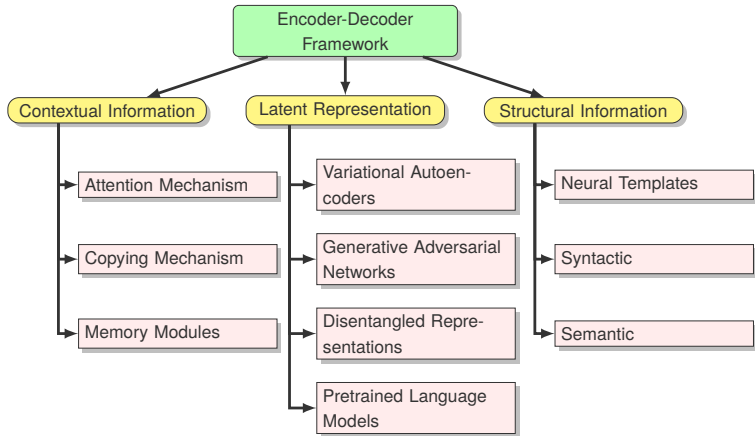 Encoder-Decoder
Framework
Contextual Information
Latent Representation
Structural Information
Attention Mechanism
Copying Mechanism
Memory Modules
Variational Autoen-
coders
Generative Adversarial
Networks
Disentangled Repre-
sentations
Pretrained Language
Models
Neural Templates
Syntactic
Semantic